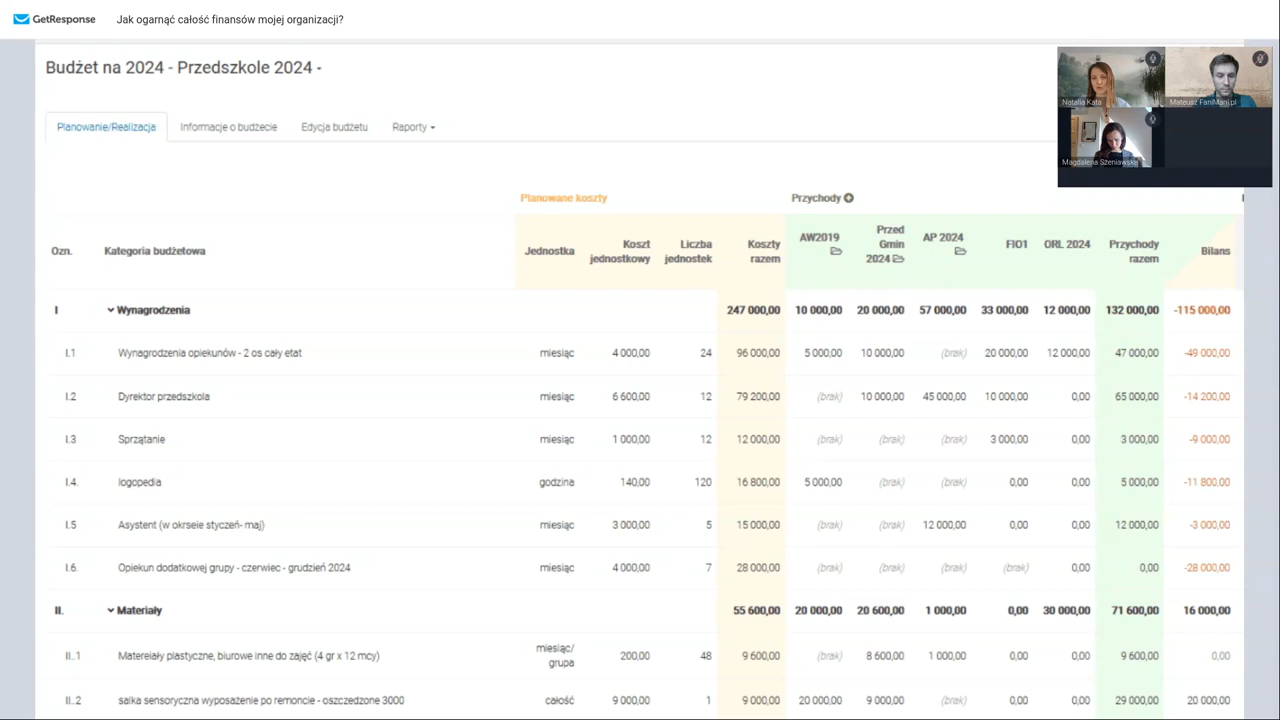 GetResponse Jak ogarnąć całość finansów mojej organizacji?
Budżet na 2024 - Przedszkole 2024
Natalia Kata Mateusz FaniMani.pl
Magdalena Szeniawska
Planowanie/Realizacja Informacje o budżecie Edycja budżetu Raporty
Planowane koszty Przychody
Ozn. Kategoria budżetowa Jednostka Koszt jednostkowy Liczba jednostek Koszty razem AW2019 Przed Gmin 2024 AP 2024 FIO1 ORL 2024 Przychody razem Bilans
I Wynagrodzenia 247 000,00 10 000,00 20 000,00 57 000,00 33 000,00 12 000,00 132 000,00 -115 000,00
I.1 Wynagrodzenia opiekunów - 2 os cały etat miesiąc 4 000,00 24 96 000,00 5 000,00 10 000,00 (brak) 20 000,00 12 000,00 47 000,00 -49 000,00
I.2 Dyrektor przedszkola miesiąc 6 600,00 12 79 200,00 (brak) 10 000,00 45 000,00 10 000,00 0,00 65 000,00 -14 200,00
I.3 Sprzątanie miesiąc 1 000,00 12 12 000,00 (brak) (brak) (brak) 3 000,00 0,00 3 000,00 -9 000,00
I.4. logopedia godzina 140,00 120 16 800,00 5 000,00 (brak) (brak) 0,00 0,00 5 000,00 -11 800,00
I.5 Asystent (w okrseie styczeń- maj) miesiąc 3 000,00 5 15 000,00 (brak) (brak) 12 000,00 0,00 0,00 12 000,00 -3 000,00
I.6. Opiekun dodatkowej grupy - czerwiec - grudzień 2024 miesiąc 4 000,00 7 28 000,00 (brak) (brak) (brak) (brak) 0,00 0,00 -28 000,00
II. Materiały 55 600,00 20 000,00 20 600,00 1 000,00 0,00 30 000,00 71 600,00 16 000,00
II..1 Matereiały plastyczne, biurowe inne do zajęć (4 gr x 12 mcy) miesiąc/ grupa 200,00 48 9 600,00 (brak) 8 600,00 1 000,00 0,00 0,00 9 600,00 0,00
II..2 salka sensoryczna wyposażenie po remoncie - oszczedzone 3000 całość 9 000,00 1 9 000,00 20 000,00 9 000,00 (brak) 0,00 0,00 29 000,00 20 000,00